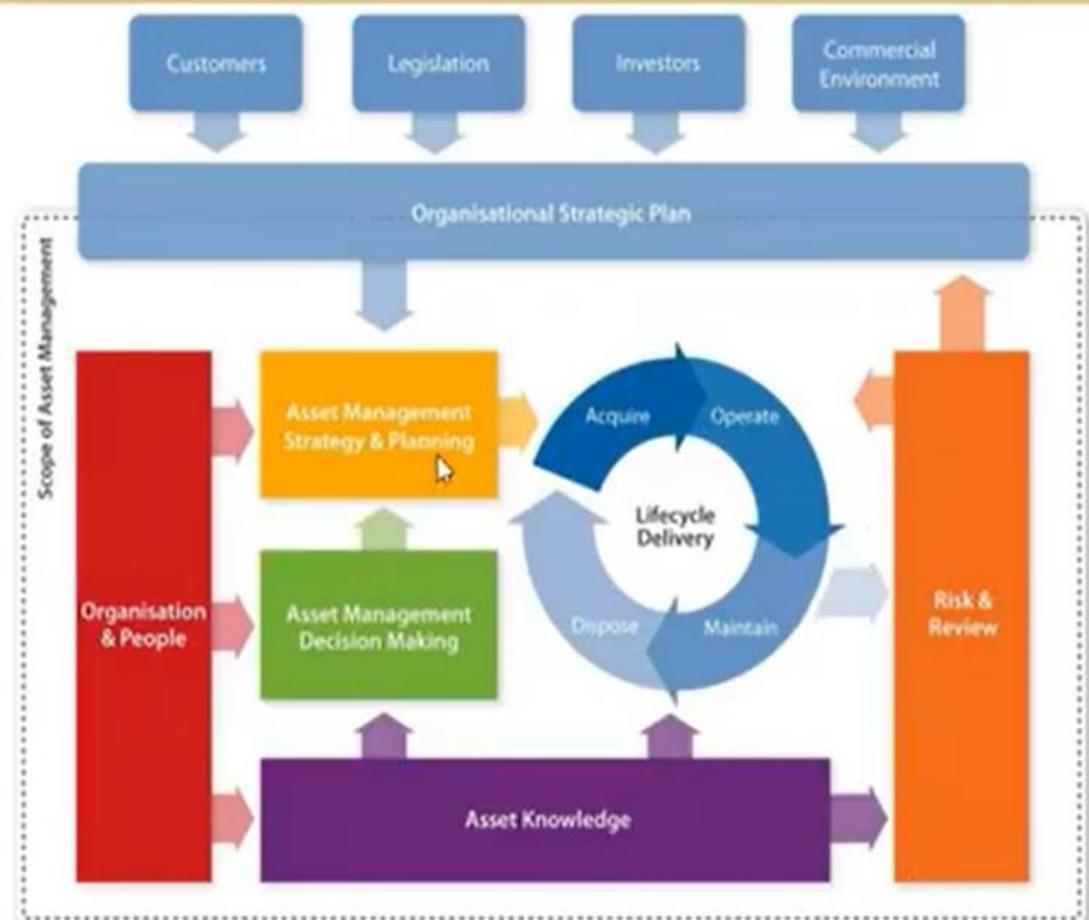 Customers
Legislation
Investors
Commercial
Environment
Organisational Strategic Plan
Scope of Asset Management
Asset Management
Strategy & Planning
Acquire
Operate
Lifecycle
Delivery
Organisation
& People
Asset Management
Decision Making
Dispose
Maintain
Risk &
Review
Asset Knowledge